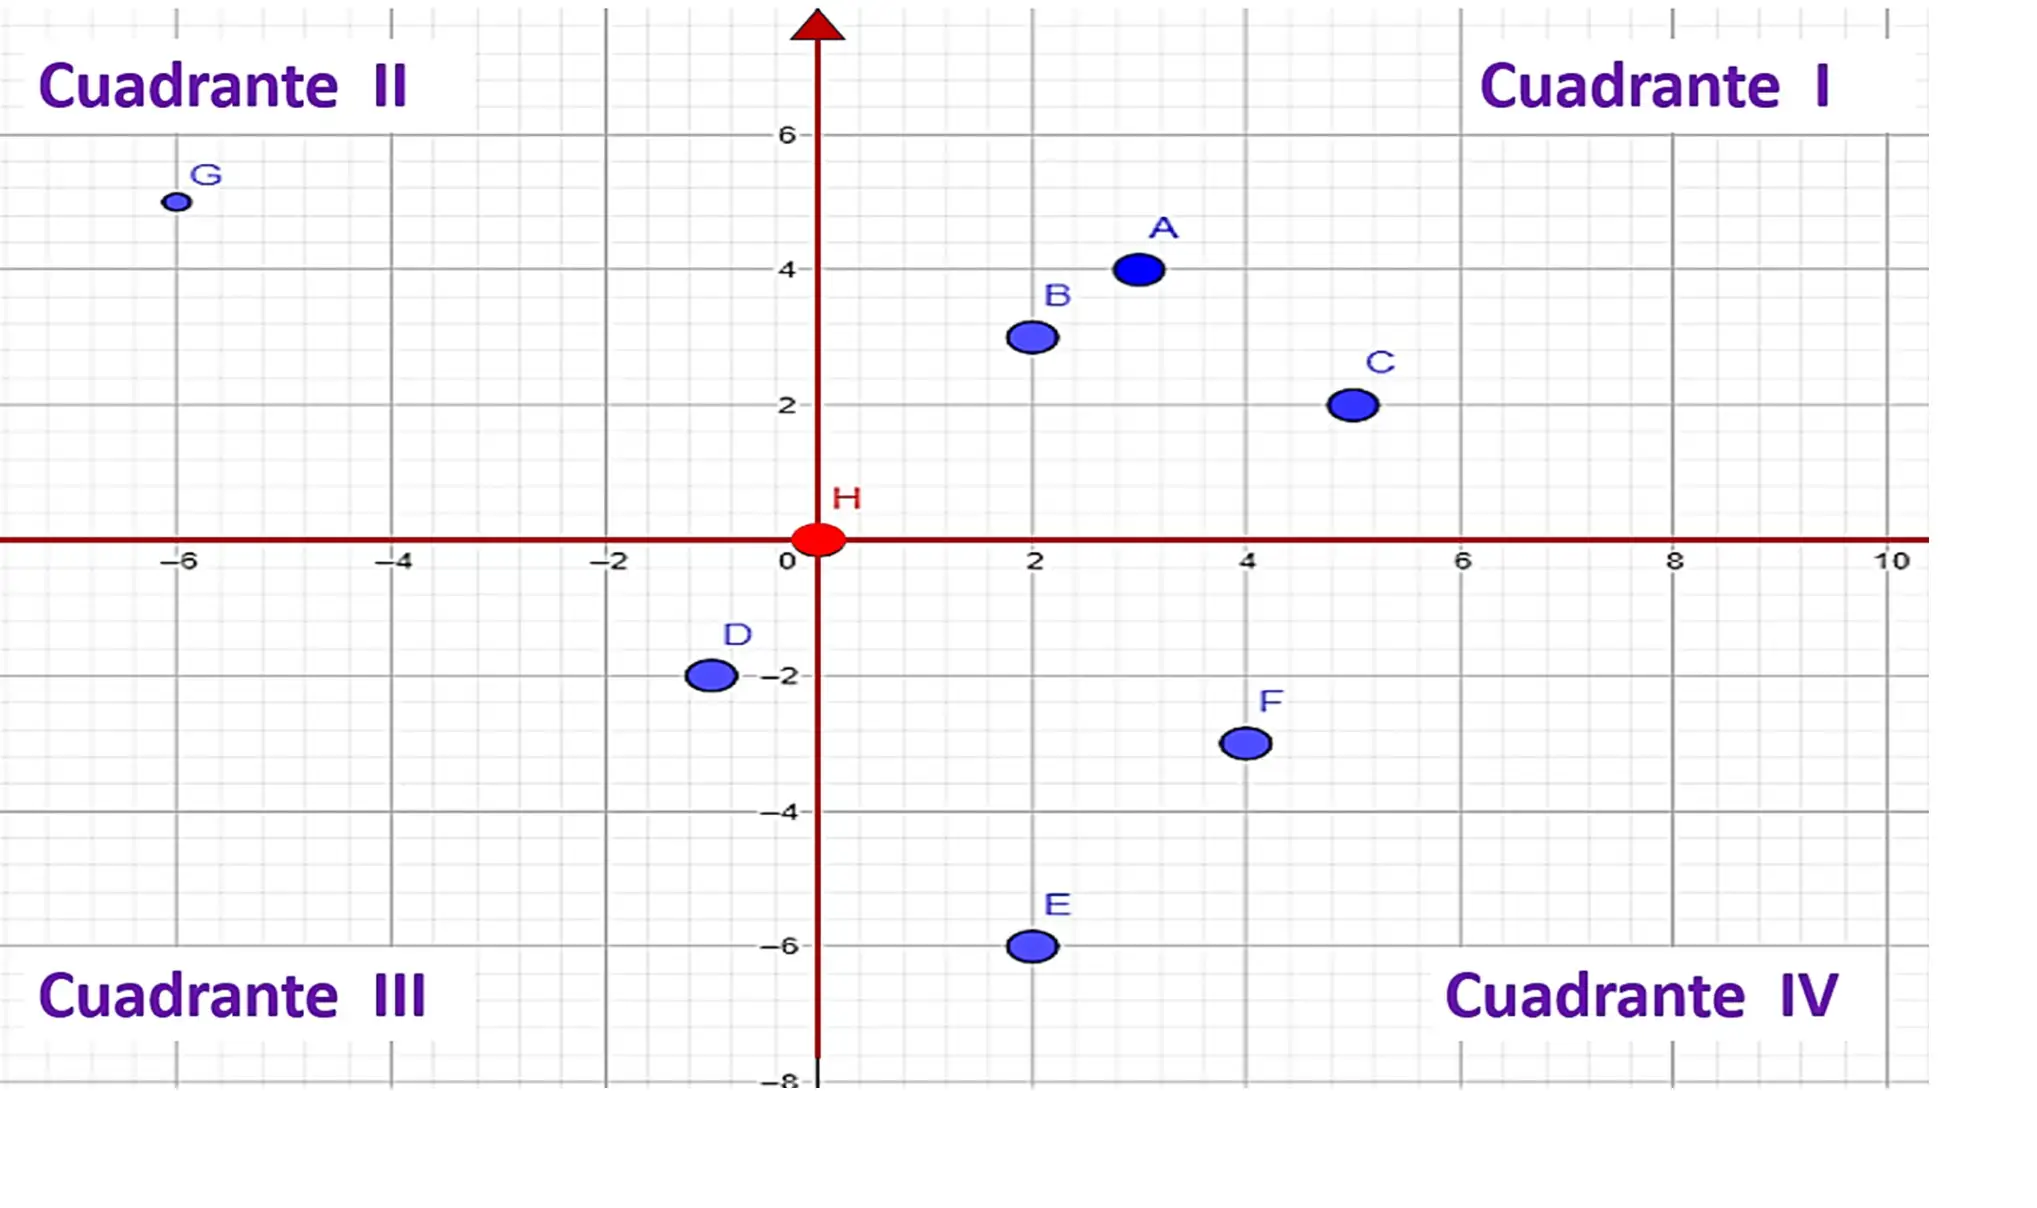 Cuadrante II
Cuadrante I
6
G
A
4
B
C
2
H
–6 –4 –2 0 2 4 6 8 10
D
–2
F
–4
E
–6
Cuadrante III
Cuadrante IV
–8